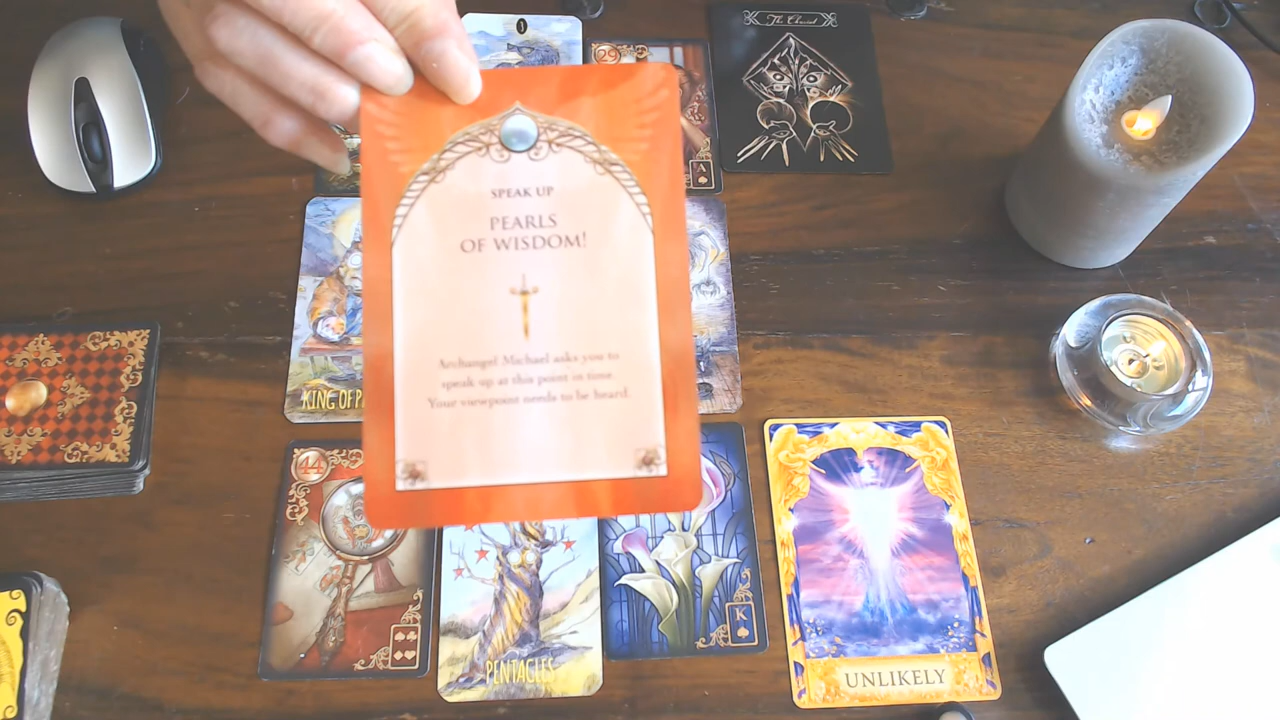 J
29
The Chariot
A
SPEAK UP
PEARLS
OF WISDOM!
Archangel Michael asks you to
speak up at this point in time.
Your viewpoint needs to be heard.
KING OF P
44
PENTACLES
K
UNLIKELY